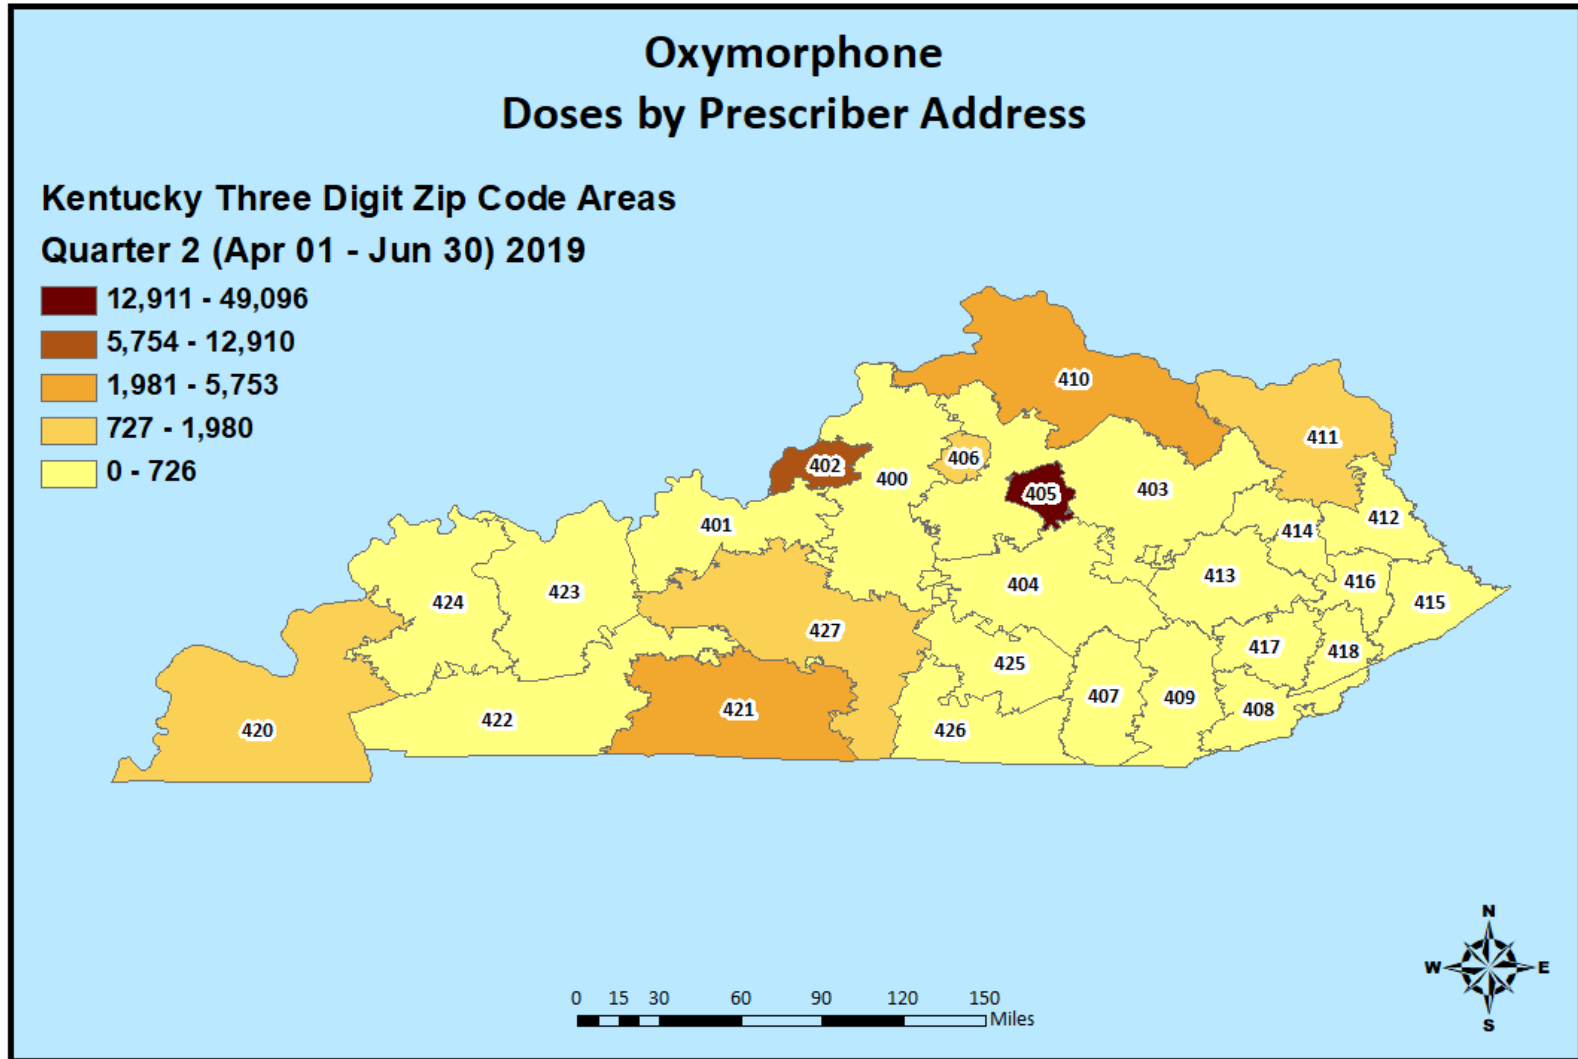 Oxymorphone
Doses by Prescriber Address
Kentucky Three Digit Zip Code Areas
Quarter 2 (Apr 01 - Jun 30) 2019
12,911 - 49,096
5,754 - 12,910
1,981 - 5,753
727 - 1,980
0 - 726
410
411
406
402
400
405
403
412
401
414
413
416
404
423
424
415
427
417
418
425
407
409
408
421
422
426
420
N
W E
S
0 15 30 60 90 120 150
Miles